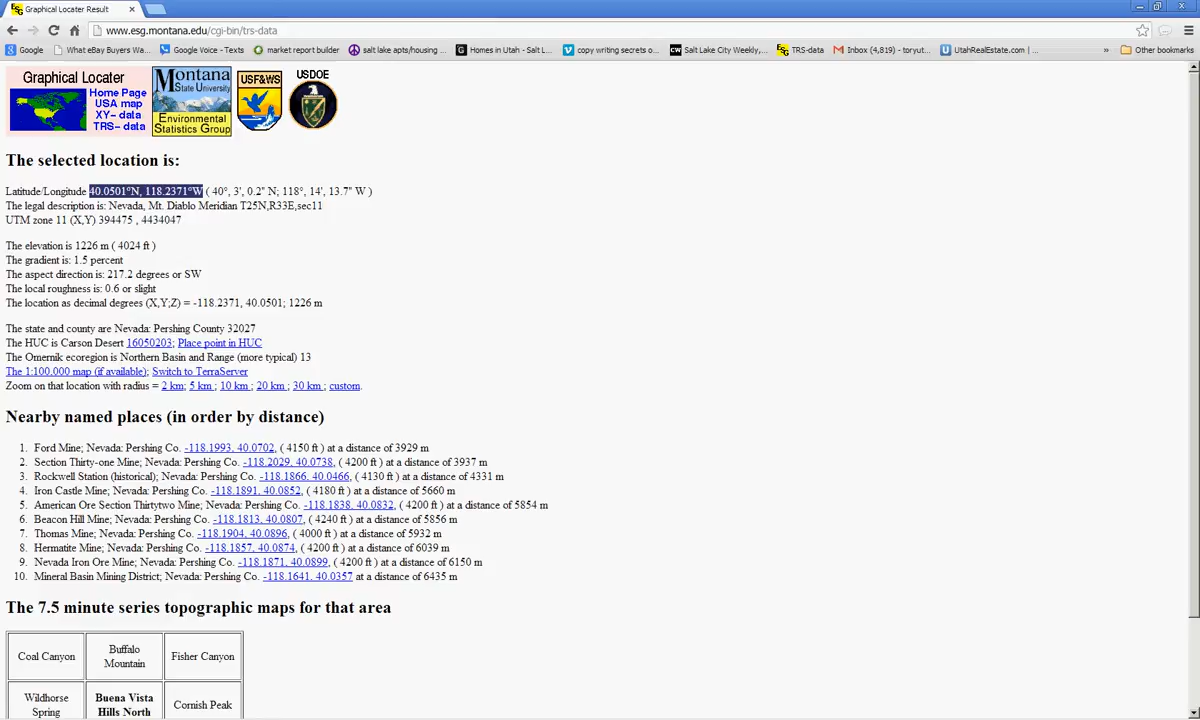 Graphical Locater Result
www.esg.montana.edu/cgi-bin/trs-data
Google What eBay Buyers Wa... Google Voice - Texts market report builder salt lake apts/housing ... Homes in Utah - Salt L... copy writing secrets o... Salt Lake City Weekly,... TRS-data Inbox (4,819) - toryut... UtahRealEstate.com | ... » Other bookmarks
Graphical Locater
Home Page
USA map
XY- data
TRS- data
Montana
State University
Environmental
Statistics Group
USF&WS
USDOE
The selected location is:
Latitude/Longitude 40.0501°N, 118.2371°W ( 40°, 3', 0.2" N; 118°, 14', 13.7" W )
The legal description is: Nevada, Mt. Diablo Meridian T25N,R33E,sec11
UTM zone 11 (X,Y) 394475 , 4434047
The elevation is 1226 m ( 4024 ft )
The gradient is: 1.5 percent
The aspect direction is: 217.2 degrees or SW
The local roughness is: 0.6 or slight
The location as decimal degrees (X,Y;Z) = -118.2371, 40.0501; 1226 m
The state and county are Nevada: Pershing County 32027
The HUC is Carson Desert 16050203; Place point in HUC
The Omernik ecoregion is Northern Basin and Range (more typical) 13
The 1:100,000 map (if available); Switch to TerraServer
Zoom on that location with radius = 2 km; 5 km ; 10 km ; 20 km ; 30 km ; custom.
Nearby named places (in order by distance)
1. Ford Mine; Nevada: Pershing Co. -118.1993, 40.0702, ( 4150 ft ) at a distance of 3929 m
2. Section Thirty-one Mine; Nevada: Pershing Co. -118.2029, 40.0738, ( 4200 ft ) at a distance of 3937 m
3. Rockwell Station (historical); Nevada: Pershing Co. -118.1866, 40.0466, ( 4130 ft ) at a distance of 4331 m
4. Iron Castle Mine; Nevada: Pershing Co. -118.1891, 40.0852, ( 4180 ft ) at a distance of 5660 m
5. American Ore Section Thirtytwo Mine; Nevada: Pershing Co. -118.1838, 40.0832, ( 4200 ft ) at a distance of 5854 m
6. Beacon Hill Mine; Nevada: Pershing Co. -118.1813, 40.0807, ( 4240 ft ) at a distance of 5856 m
7. Thomas Mine; Nevada: Pershing Co. -118.1904, 40.0896, ( 4000 ft ) at a distance of 5932 m
8. Hermatite Mine; Nevada: Pershing Co. -118.1857, 40.0874, ( 4200 ft ) at a distance of 6039 m
9. Nevada Iron Ore Mine; Nevada: Pershing Co. -118.1871, 40.0899, ( 4200 ft ) at a distance of 6150 m
10. Mineral Basin Mining District; Nevada: Pershing Co. -118.1641, 40.0357 at a distance of 6435 m
The 7.5 minute series topographic maps for that area
Coal Canyon
Buffalo
Mountain
Fisher Canyon
Wildhorse
Spring
Buena Vista
Hills North
Cornish Peak